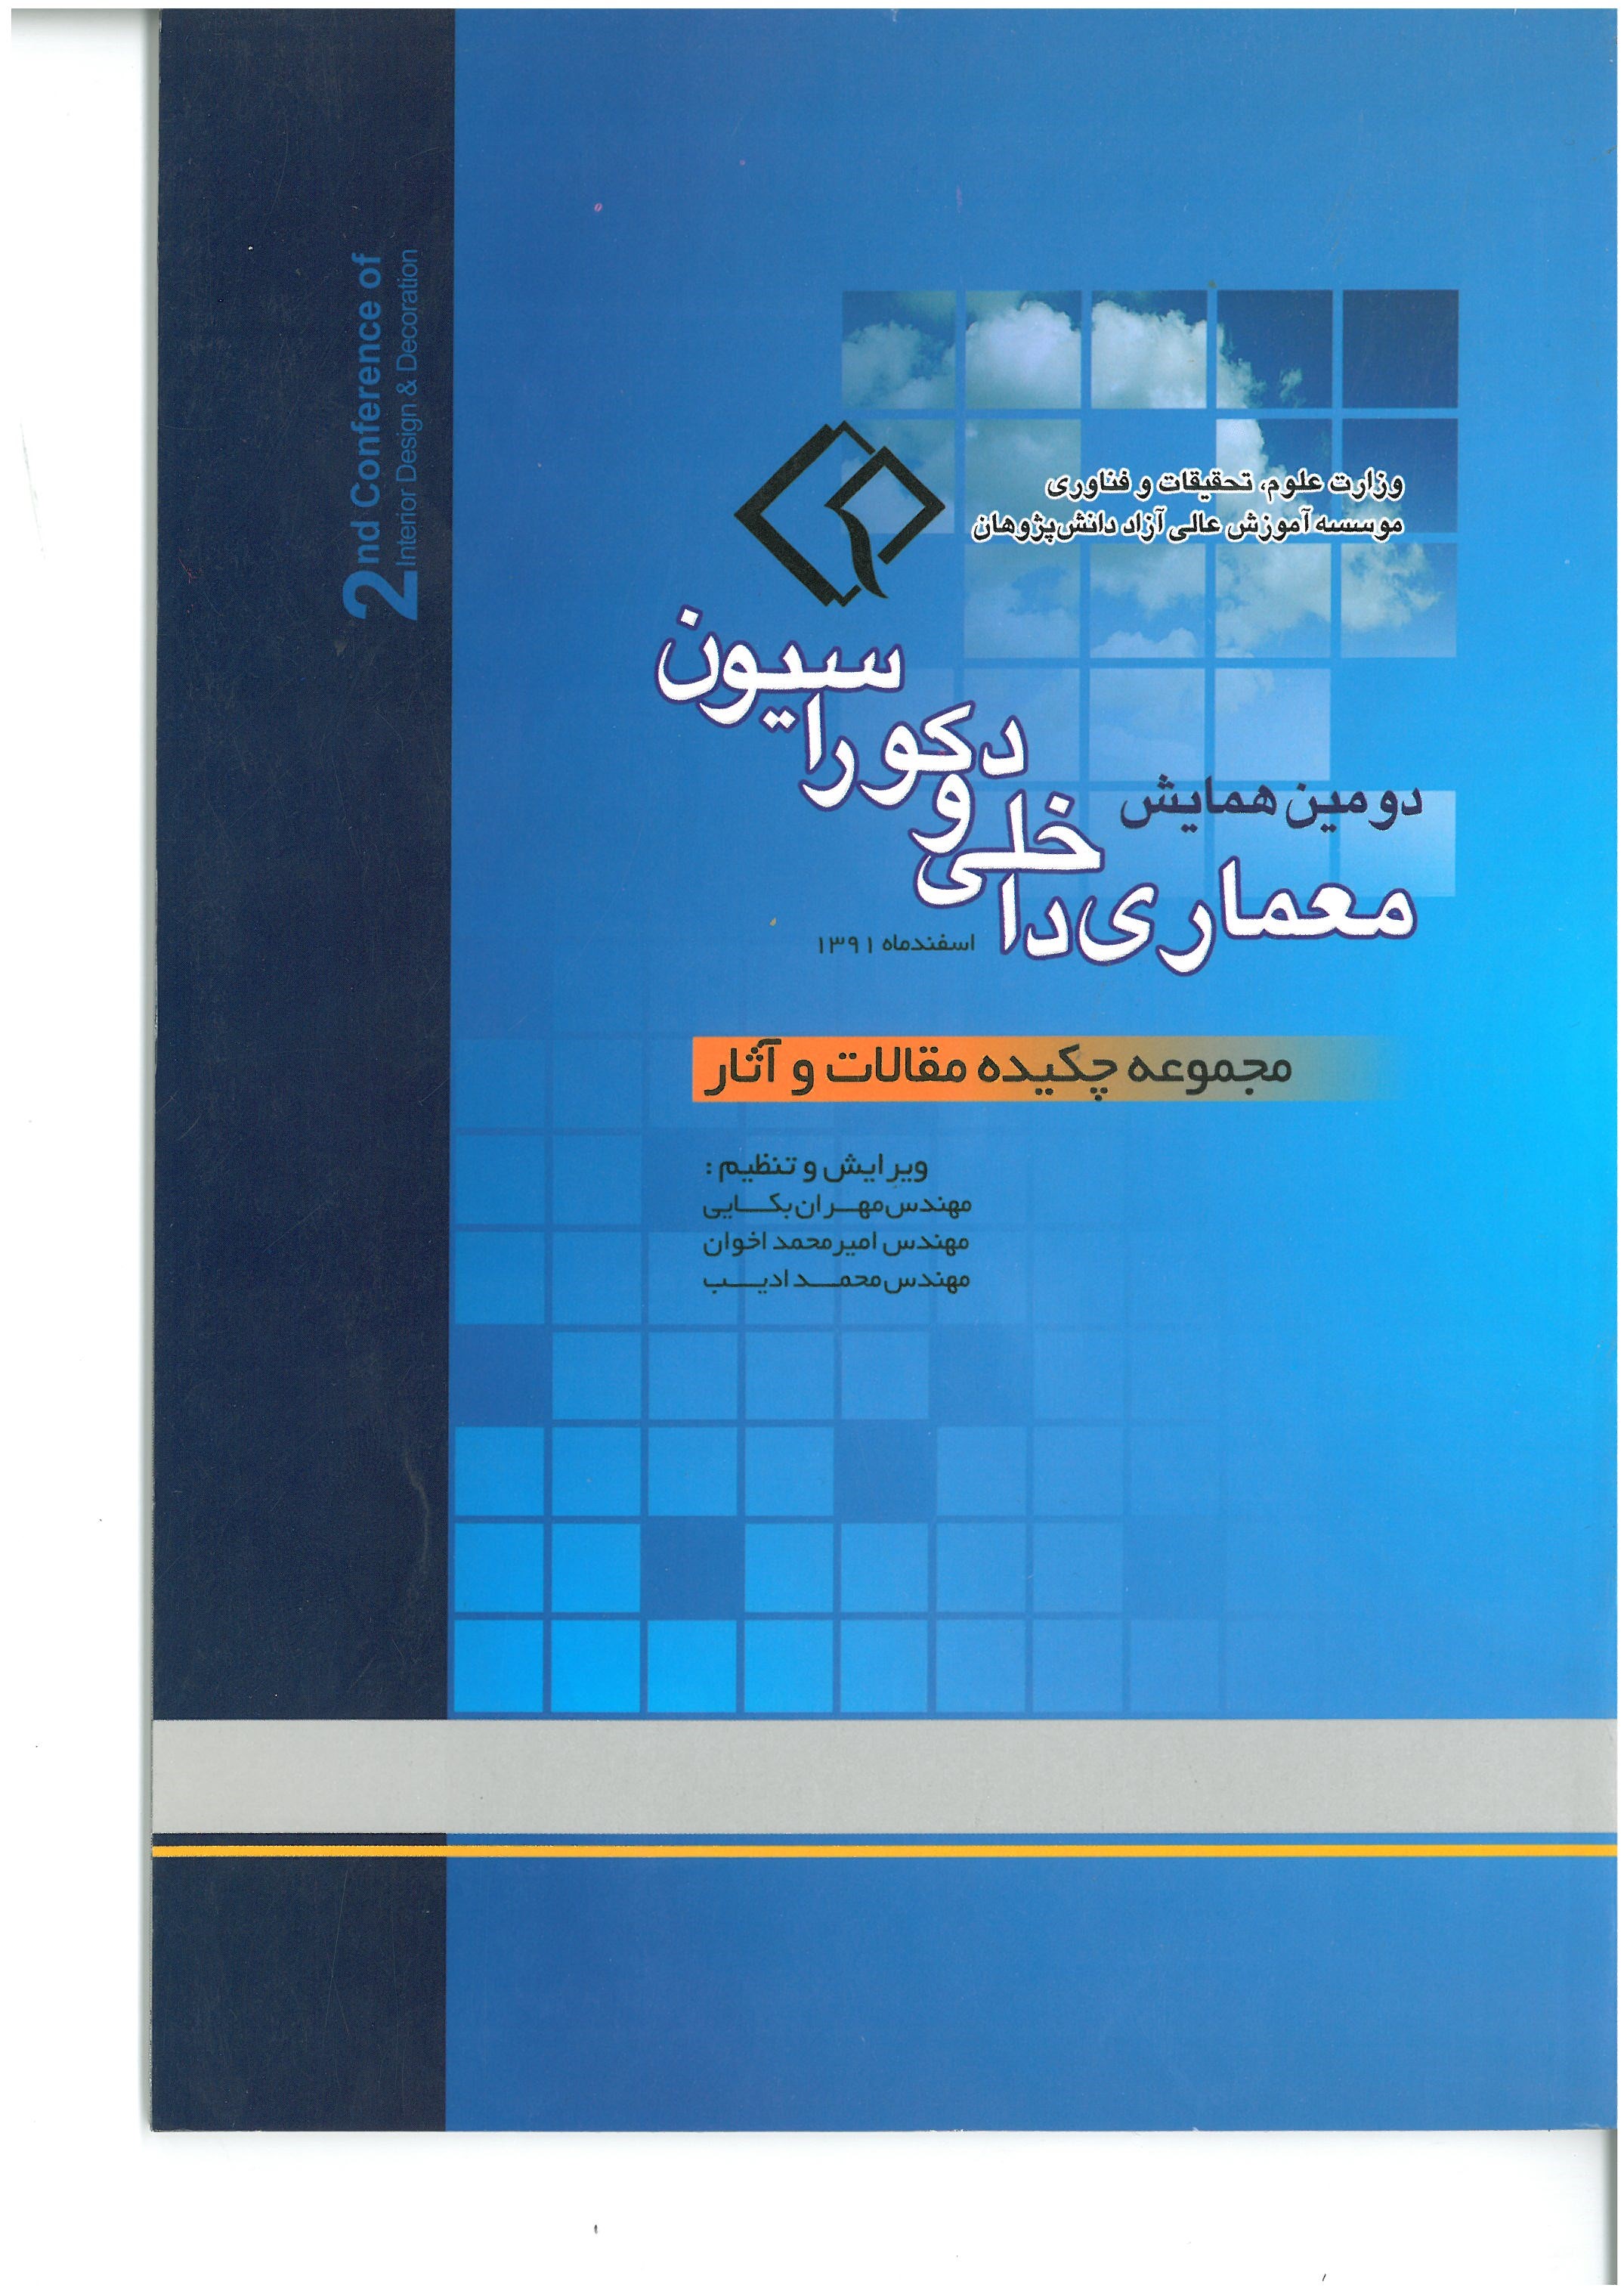 وزارت علوم، تحقیقات و فناوری
موسسه آموزش عالی آزاد دانش‌پژوهان
دومین همایش
معماری داخلی و دکوراسیون
اسفندماه ۱۳۹۱
مجموعه چکیده مقالات و آثار
ویرایش و تنظیم :
مهندس مهران بکایی
مهندس امیرمحمد اخوان
مهندس محمد ادیب
2nd Conference of
Interior Design & Decoration